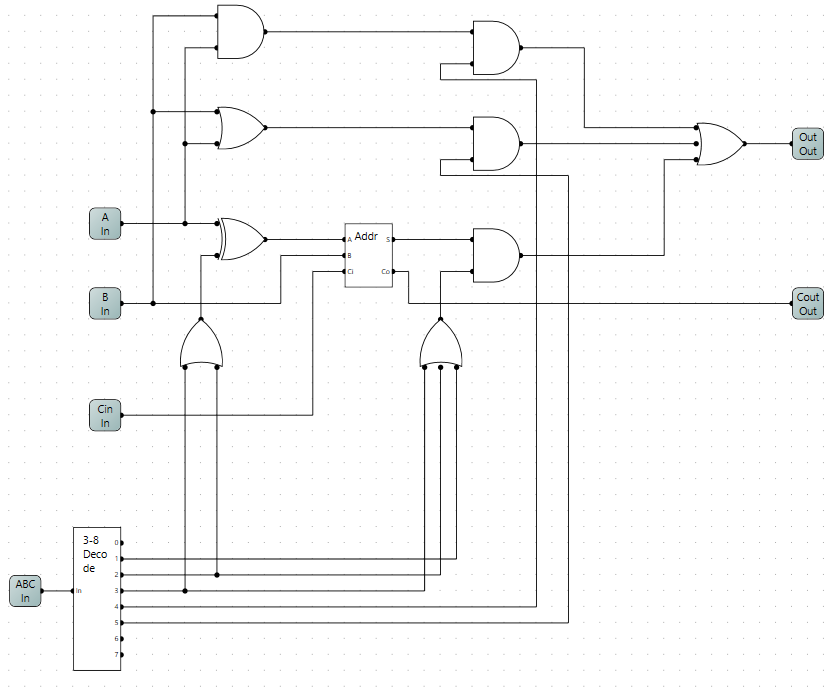 Out
Out
A
In
Addr
A
S
B
Ci
Co
B
In
Cout
Out
Cin
In
3-8
Deco
de
0
1
2
3
4
5
6
7
In
ABC
In